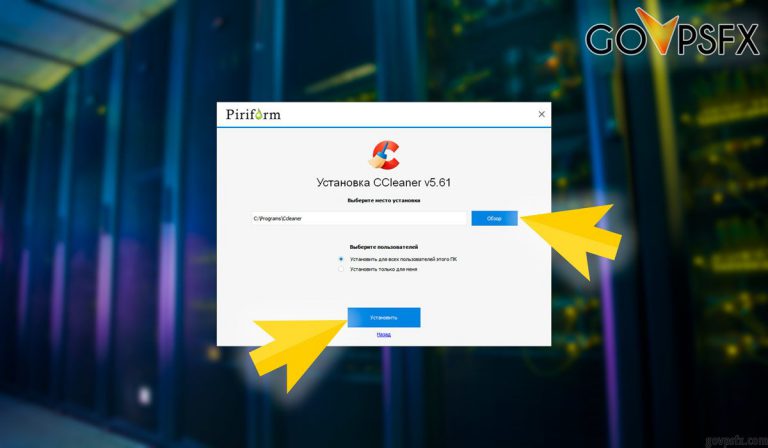 GOVPSFX
Piriform
Установка CCleaner v5.61
Выберите место установки
C:\Programs\Ccleaner
Обзор
Выберите пользователей
Установить для всех пользователей этого ПК
Установить только для меня
Установить
Назад
govpsfx.com